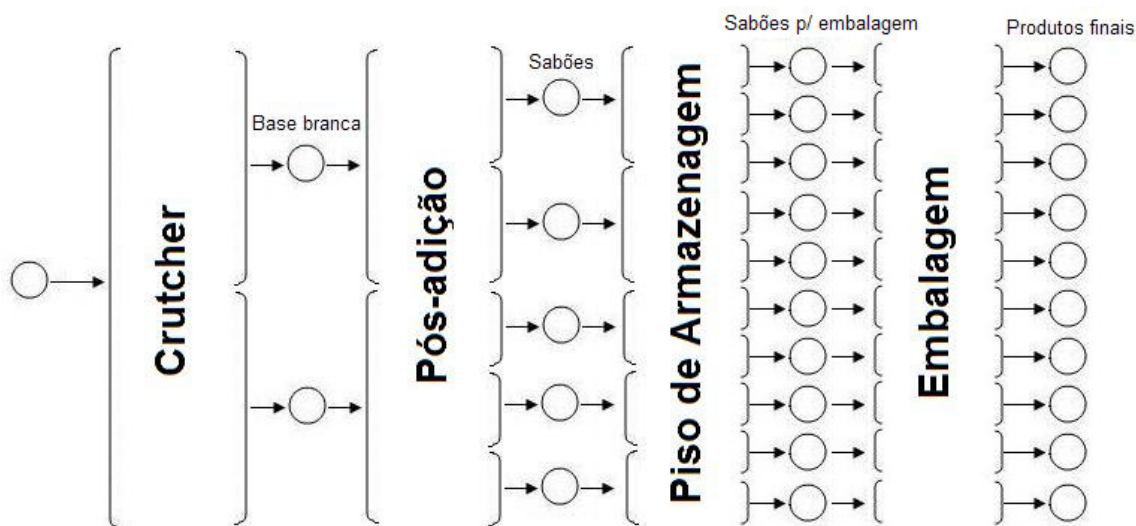 Sabões p/ embalagem
Produtos finais
Sabões
Base branca
Crutcher
Pós-adição
Piso de Armazenagem
Embalagem